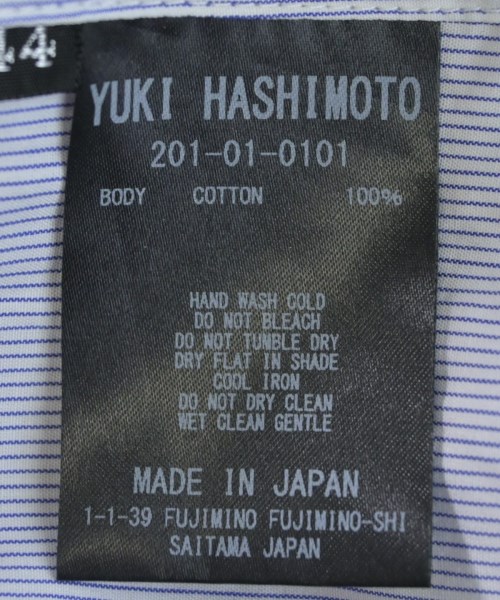 44
YUKI HASHIMOTO
201-01-0101
BODY COTTON 100%
HAND WASH COLD
DO NOT BLEACH
DO NOT TUMBLE DRY
DRY FLAT IN SHADE
COOL IRON
DO NOT DRY CLEAN
WET CLEAN GENTLE
MADE IN JAPAN
1-1-39 FUJIMINO FUJIMINO-SHI
SAITAMA JAPAN